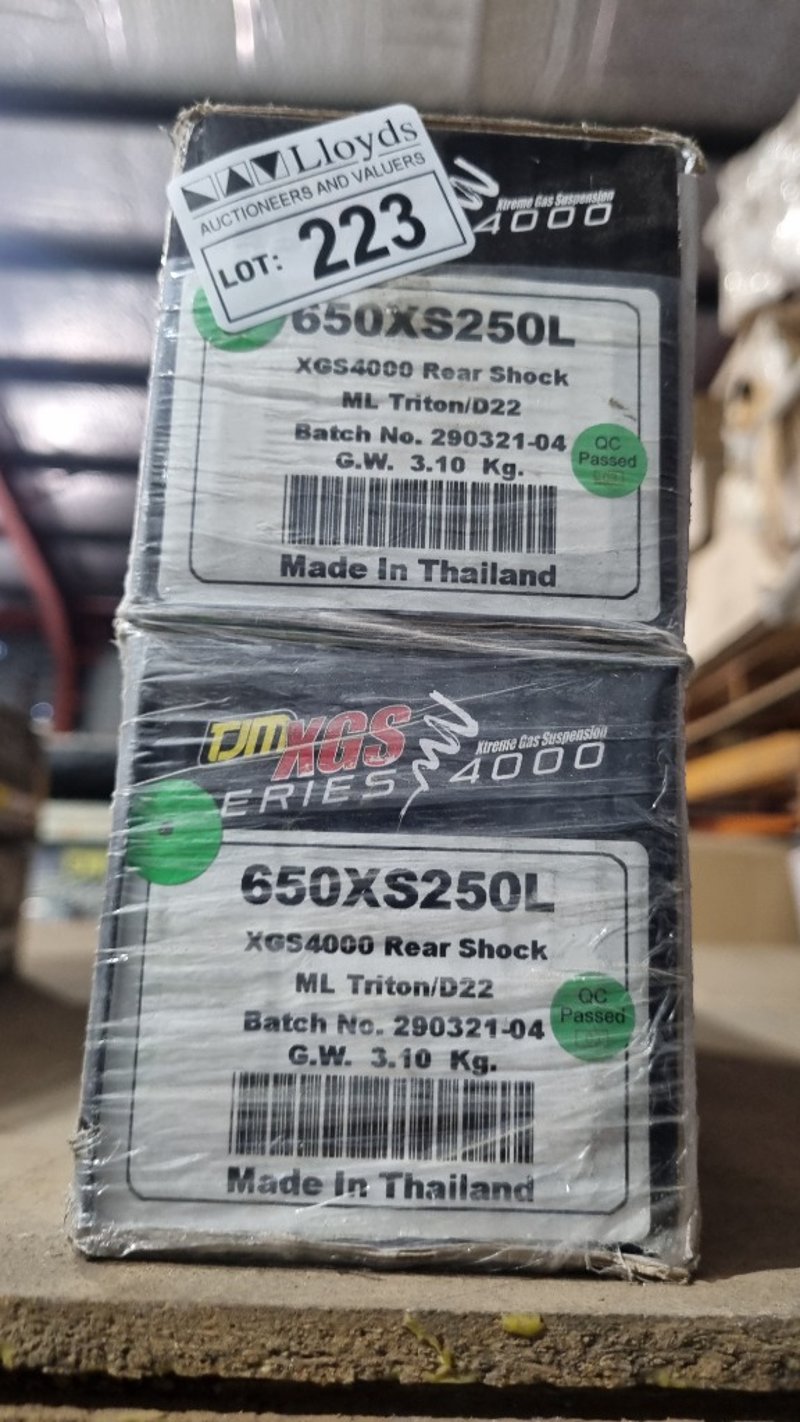 Lloyds
AUCTIONEERS AND VALUERS
LOT: 223
Xtreme Gas Suspension
4000
650XS250L
XGS4000 Rear Shock
ML Triton/D22
Batch No. 290321-04
G.W. 3.10 Kg.
QC
Passed
Made In Thailand
TJM XGS
Xtreme Gas Suspension
ERIES 4000
650XS250L
XGS4000 Rear Shock
ML Triton/D22
Batch No. 290321-04
G.W. 3.10 Kg.
QC
Passed
Made In Thailand